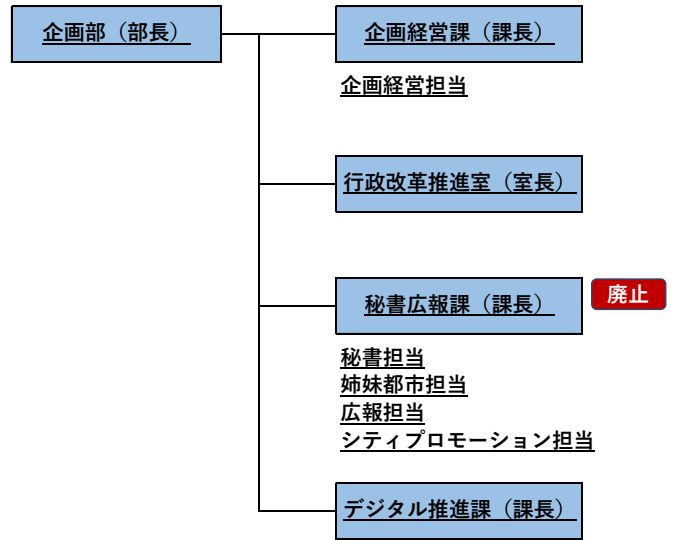 企画部（部長）
企画経営課（課長）
企画経営担当
行政改革推進室（室長）
秘書広報課（課長）
廃止
秘書担当
姉妹都市担当
広報担当
シティプロモーション担当
デジタル推進課（課長）